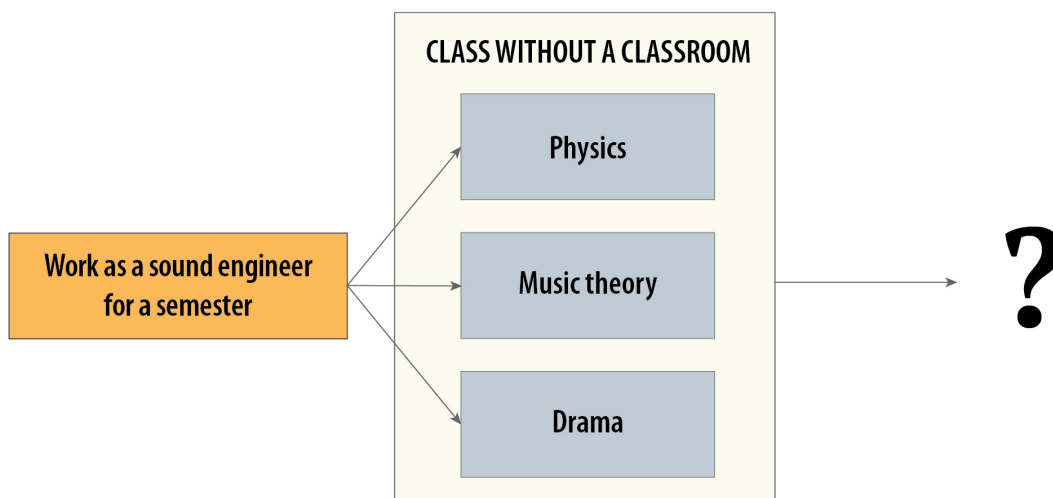 CLASS WITHOUT A CLASSROOM
Physics
Work as a sound engineer
for a semester
Music theory
Drama
?